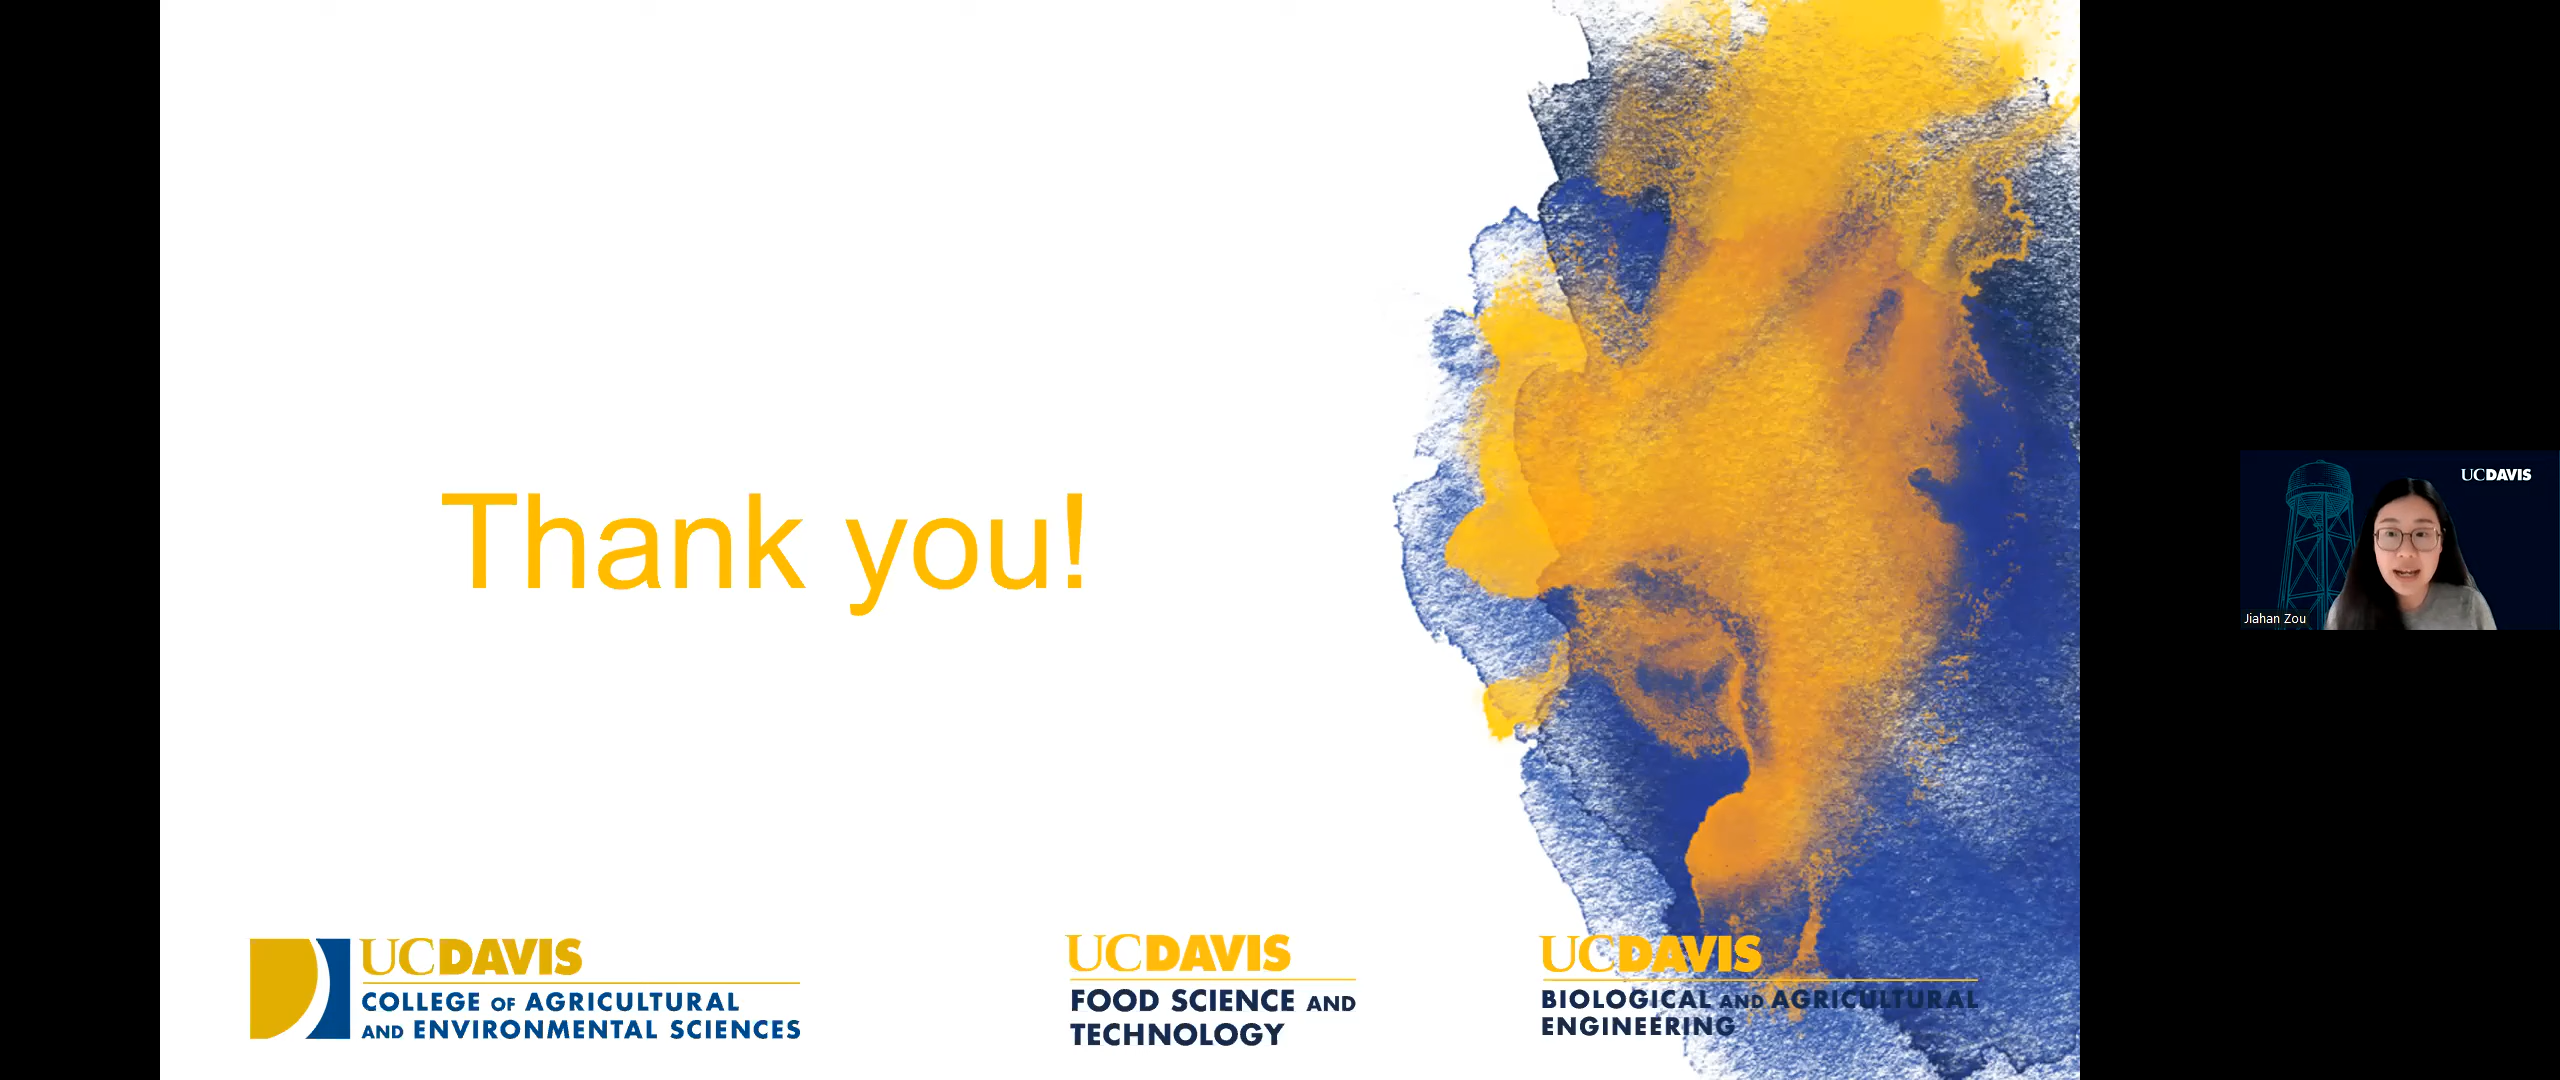 Thank you!
UCDAVIS
COLLEGE OF AGRICULTURAL
AND ENVIRONMENTAL SCIENCES
UCDAVIS
FOOD SCIENCE AND
TECHNOLOGY
UCDAVIS
BIOLOGICAL AND AGRICULTURAL
ENGINEERING
UCDAVIS
Jiahan Zou